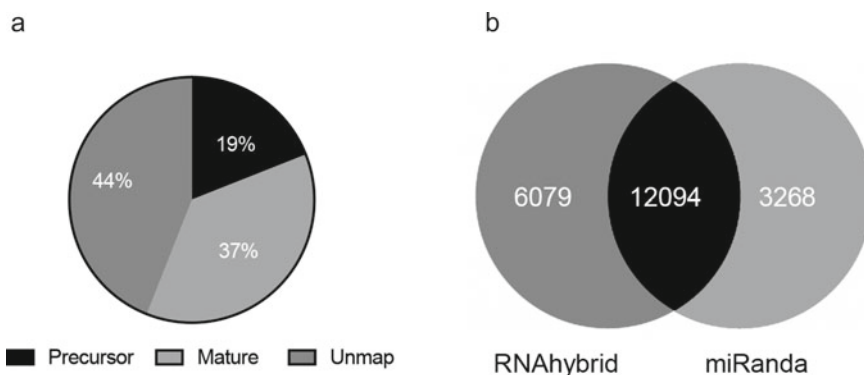 a
19%
44%
37%
Precursor Mature Unmap
b
6079 12094 3268
RNAhybrid miRanda